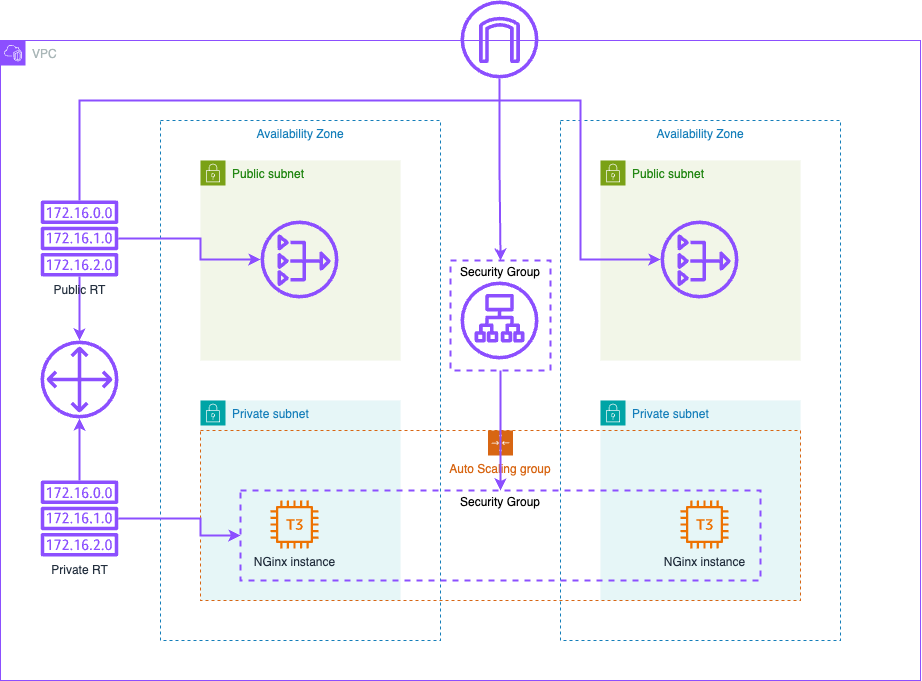 VPC
Availability Zone
Availability Zone
Public subnet
Public subnet
172.16.0.0
172.16.1.0
172.16.2.0
Public RT
Security Group
Private subnet
Private subnet
Auto Scaling group
Security Group
172.16.0.0
172.16.1.0
172.16.2.0
Private RT
T3
NGinx instance
T3
NGinx instance